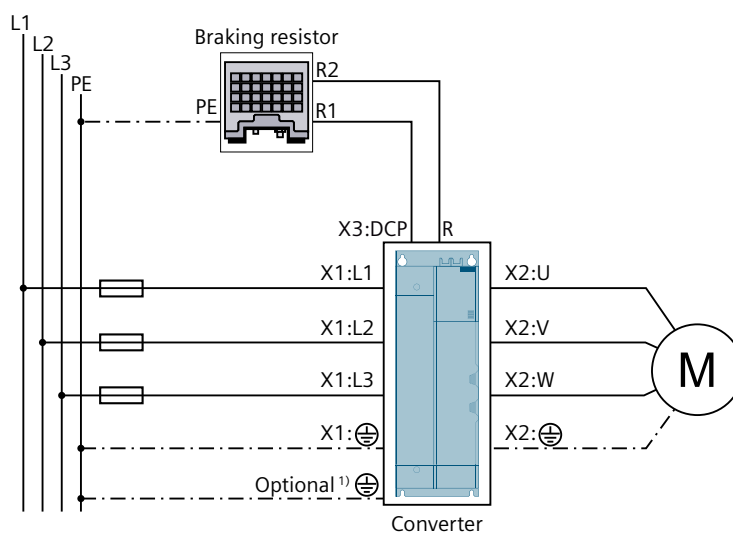 L1
L2
L3
PE
Braking resistor
R2
PE
R1
X3:DCP
R
X1:L1
X2:U
X1:L2
X2:V
X1:L3
X2:W
M
X1:
X2:
Optional 1)
Converter